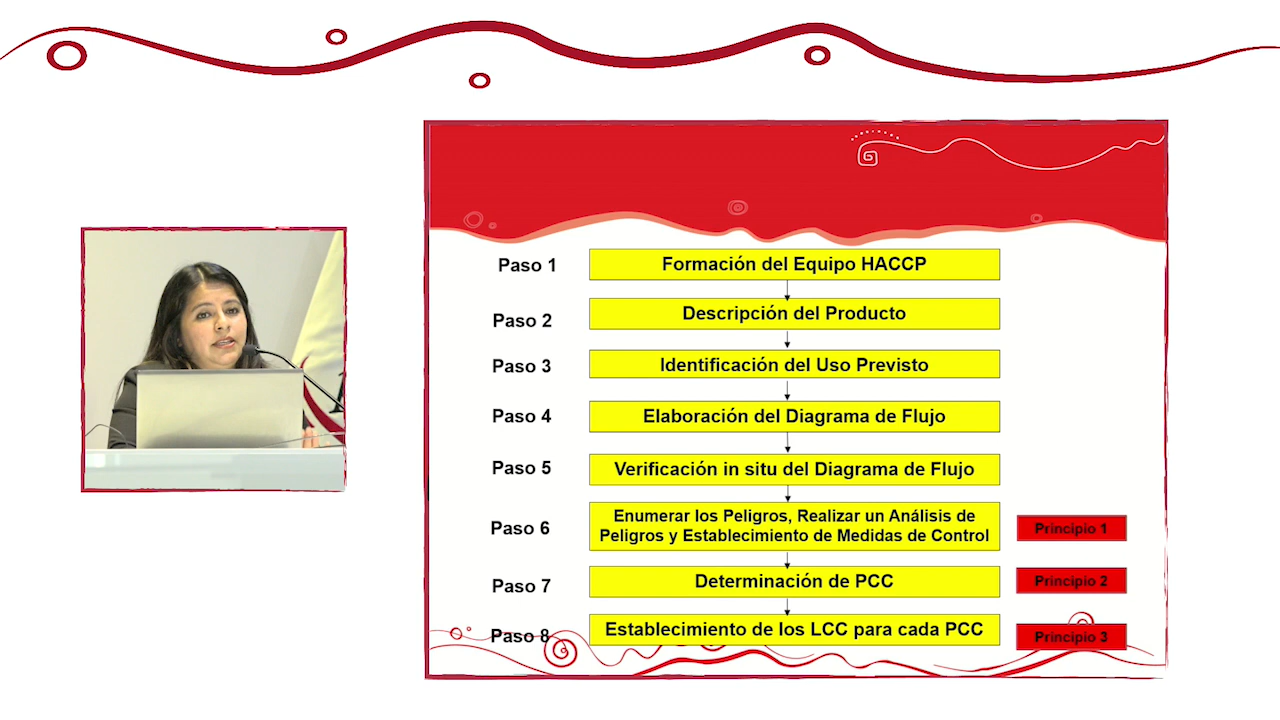 Paso 1
Formación del Equipo HACCP
Paso 2
Descripción del Producto
Paso 3
Identificación del Uso Previsto
Paso 4
Elaboración del Diagrama de Flujo
Paso 5
Verificación in situ del Diagrama de Flujo
Paso 6
Enumerar los Peligros, Realizar un Análisis de
Peligros y Establecimiento de Medidas de Control
Principio 1
Paso 7
Determinación de PCC
Principio 2
Paso 8
Establecimiento de los LCC para cada PCC
Principio 3